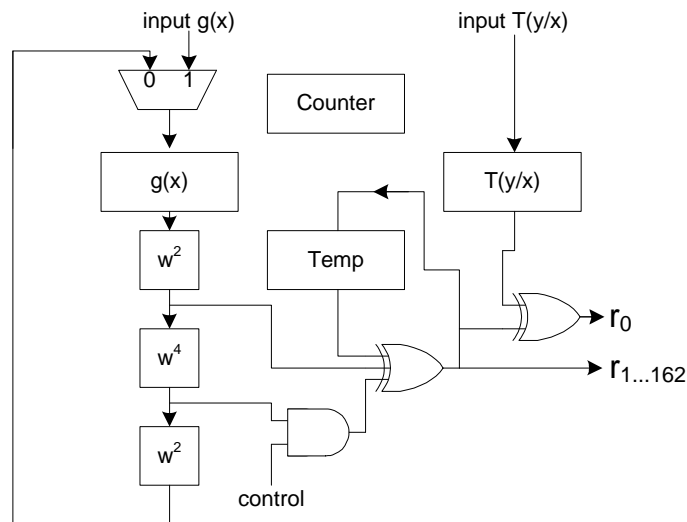 input g(x)
input T(y/x)
0 1
Counter
g(x)
T(y/x)
w²
Temp
r₀
w⁴
r₁...₁₆₂
w²
control